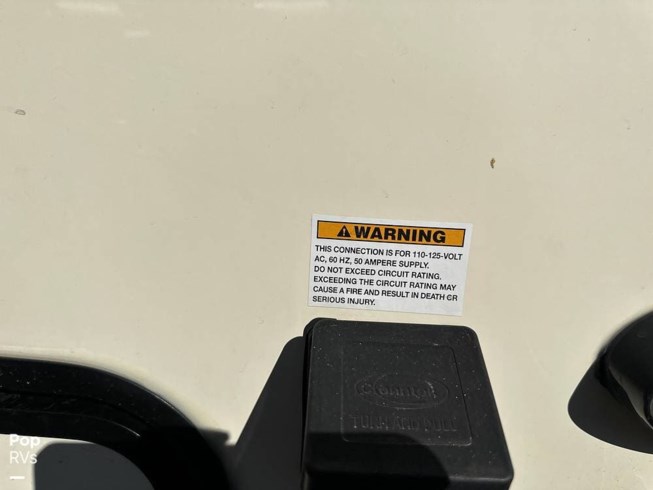 ⚠ WARNING
THIS CONNECTION IS FOR 110-125-VOLT
AC, 60 HZ, 50 AMPERE SUPPLY.
DO NOT EXCEED CIRCUIT RATING.
EXCEEDING THE CIRCUIT RATING MAY
CAUSE A FIRE AND RESULT IN DEATH OR
SERIOUS INJURY.
Pop
RVs